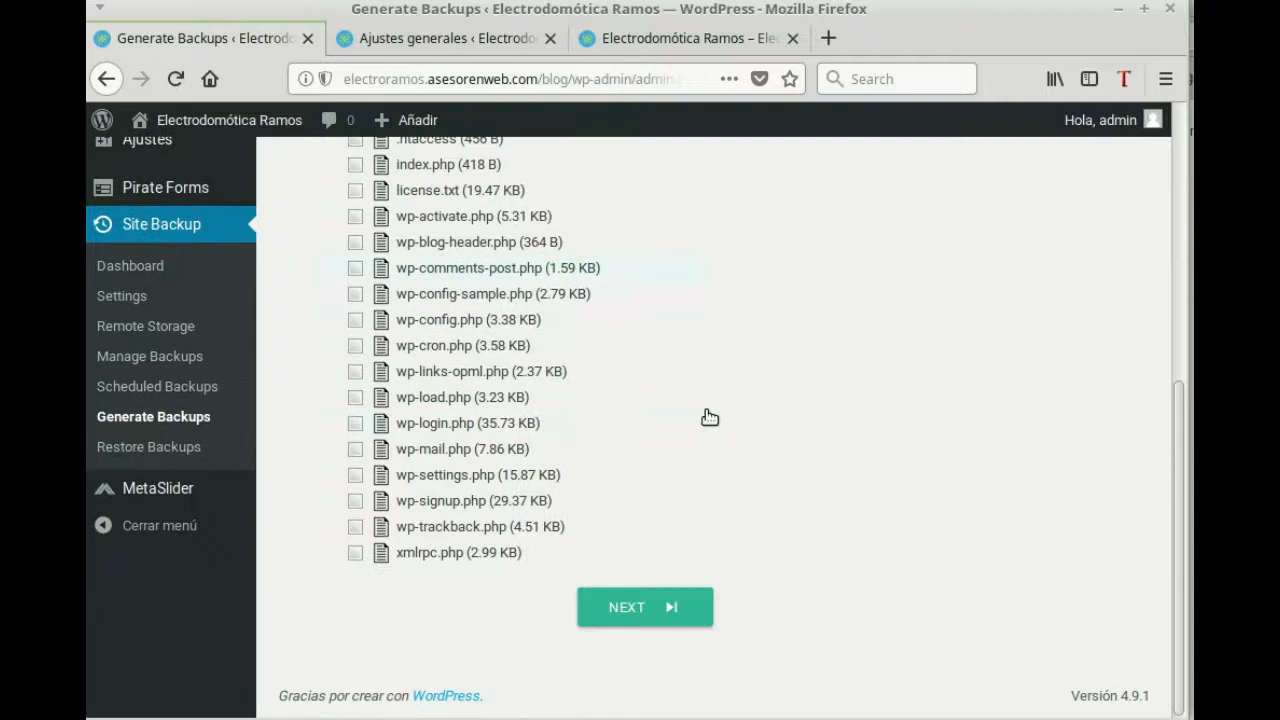 Generate Backups ‹ Electrodomótica Ramos — WordPress - Mozilla Firefox
Generate Backups ‹ Electrod
Ajustes generales ‹ Electrodo
Electrodomótica Ramos – Ele
electroramos.asesorenweb.com/blog/wp-admin/admin
Search
Electrodomótica Ramos
0
Añadir
Hola, admin
Ajustes
Pirate Forms
Site Backup
Dashboard
Settings
Remote Storage
Manage Backups
Scheduled Backups
Generate Backups
Restore Backups
MetaSlider
Cerrar menú
.htaccess (456 B)
index.php (418 B)
license.txt (19.47 KB)
wp-activate.php (5.31 KB)
wp-blog-header.php (364 B)
wp-comments-post.php (1.59 KB)
wp-config-sample.php (2.79 KB)
wp-config.php (3.38 KB)
wp-cron.php (3.58 KB)
wp-links-opml.php (2.37 KB)
wp-load.php (3.23 KB)
wp-login.php (35.73 KB)
wp-mail.php (7.86 KB)
wp-settings.php (15.87 KB)
wp-signup.php (29.37 KB)
wp-trackback.php (4.51 KB)
xmlrpc.php (2.99 KB)
NEXT
Gracias por crear con WordPress.
Versión 4.9.1